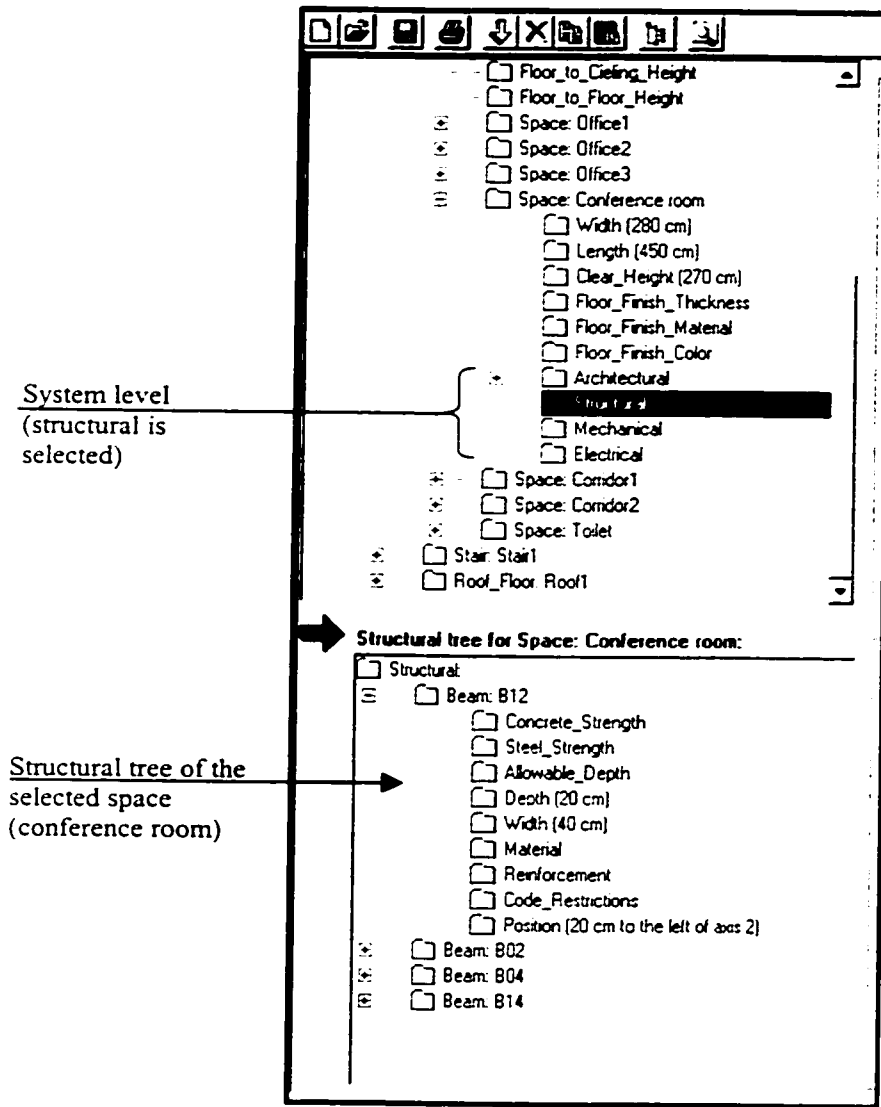 Floor_to_Cieling_Height
Floor_to_Floor_Height
Space: Office1
Space: Office2
Space: Office3
Space: Conference room
Width (280 cm)
Length (450 cm)
Clear_Height (270 cm)
Floor_Finish_Thickness
Floor_Finish_Material
Floor_Finish_Color
Architectural
Structural
Mechanical
Electrical
Space: Corridor1
Space: Corridor2
Space: Toilet
Stair: Stair1
Roof_Floor: Roof1
System level
(structural is
selected)
Structural tree for Space: Conference room:
Structural:
Beam: B12
Concrete_Strength
Steel_Strength
Allowable_Depth
Depth (20 cm)
Width (40 cm)
Material
Reinforcement
Code_Restrictions
Position (20 cm to the left of axis 2)
Beam: B02
Beam: B04
Beam: B14
Structural tree of the
selected space
(conference room)